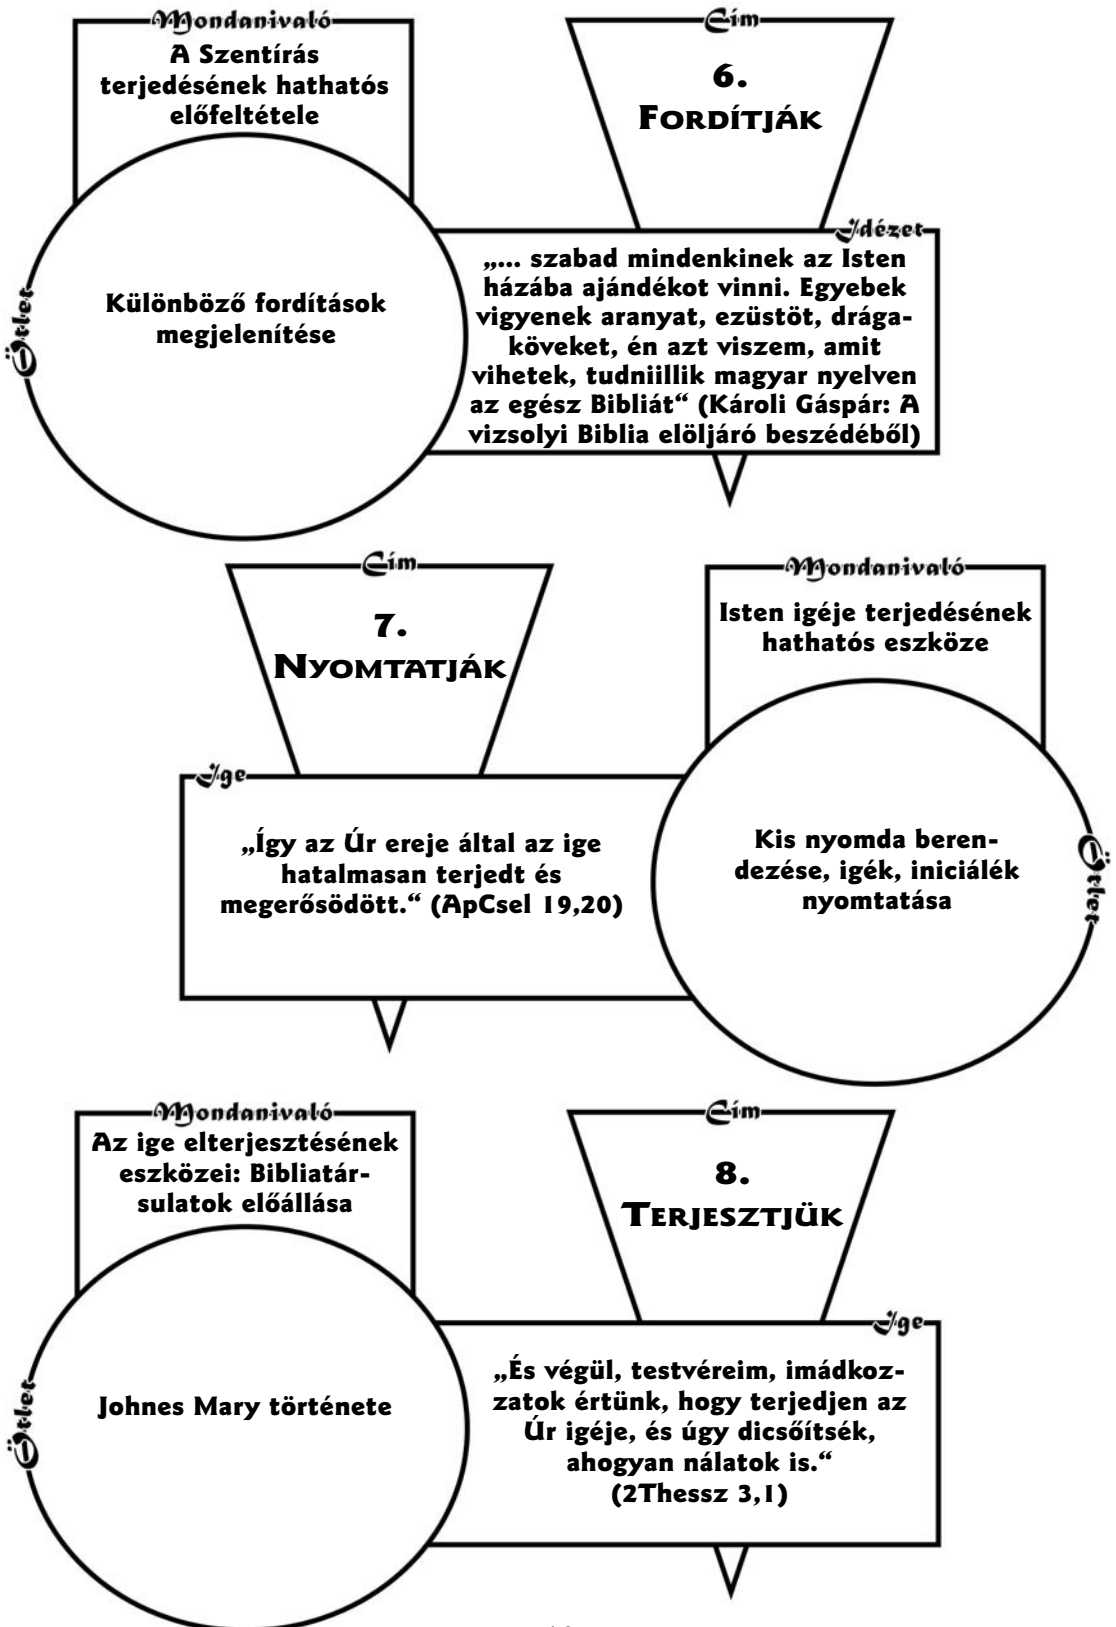 Mondanivaló
A Szentírás
terjedésének hathatós
előfeltétele
Ötlet
Különböző fordítások
megjelenítése
Cím
6.
FORDÍTJÁK
Idézet
„... szabad mindenkinek az Isten
házába ajándékot vinni. Egyebek
vigyenek aranyat, ezüstöt, drága-
köveket, én azt viszem, amit
vihetek, tudniillik magyar nyelven
az egész Bibliát“ (Károli Gáspár: A
vizsolyi Biblia elöljáró beszédéből)
Cím
7.
NYOMTATJÁK
Ige
„Így az Úr ereje által az ige
hatalmasan terjedt és
megerősödött.“ (ApCsel 19,20)
Mondanivaló
Isten igéje terjedésének
hathatós eszköze
Ötlet
Kis nyomda beren-
dezése, igék, iniciálék
nyomtatása
Mondanivaló
Az ige elterjesztésének
eszközei: Bibliatár-
sulatok előállása
Ötlet
Johnes Mary története
Cím
8.
TERJESZTJÜK
Ige
„És végül, testvéreim, imádkoz-
zatok értünk, hogy terjedjen az
Úr igéje, és úgy dicsőítsék,
ahogyan nálatok is.“
(2Thessz 3,1)